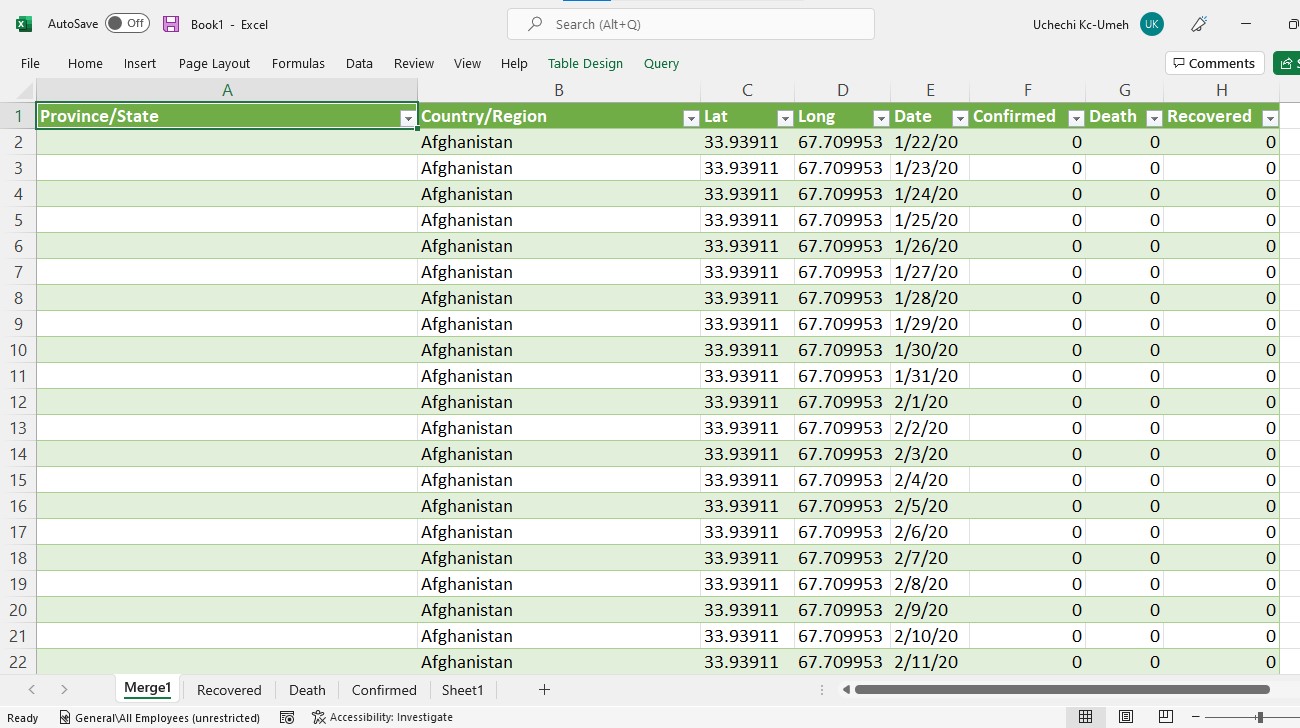 AutoSave Off Book1 - Excel Search (Alt+Q) Uchechi Kc-Umeh UK
File Home Insert Page Layout Formulas Data Review View Help Table Design Query Comments
A B C D E F G H
1 Province/State Country/Region Lat Long Date Confirmed Death Recovered
2 Afghanistan 33.93911 67.709953 1/22/20 0 0 0
3 Afghanistan 33.93911 67.709953 1/23/20 0 0 0
4 Afghanistan 33.93911 67.709953 1/24/20 0 0 0
5 Afghanistan 33.93911 67.709953 1/25/20 0 0 0
6 Afghanistan 33.93911 67.709953 1/26/20 0 0 0
7 Afghanistan 33.93911 67.709953 1/27/20 0 0 0
8 Afghanistan 33.93911 67.709953 1/28/20 0 0 0
9 Afghanistan 33.93911 67.709953 1/29/20 0 0 0
10 Afghanistan 33.93911 67.709953 1/30/20 0 0 0
11 Afghanistan 33.93911 67.709953 1/31/20 0 0 0
12 Afghanistan 33.93911 67.709953 2/1/20 0 0 0
13 Afghanistan 33.93911 67.709953 2/2/20 0 0 0
14 Afghanistan 33.93911 67.709953 2/3/20 0 0 0
15 Afghanistan 33.93911 67.709953 2/4/20 0 0 0
16 Afghanistan 33.93911 67.709953 2/5/20 0 0 0
17 Afghanistan 33.93911 67.709953 2/6/20 0 0 0
18 Afghanistan 33.93911 67.709953 2/7/20 0 0 0
19 Afghanistan 33.93911 67.709953 2/8/20 0 0 0
20 Afghanistan 33.93911 67.709953 2/9/20 0 0 0
21 Afghanistan 33.93911 67.709953 2/10/20 0 0 0
22 Afghanistan 33.93911 67.709953 2/11/20 0 0 0
Merge1 Recovered Death Confirmed Sheet1
Ready General\All Employees (unrestricted) Accessibility: Investigate